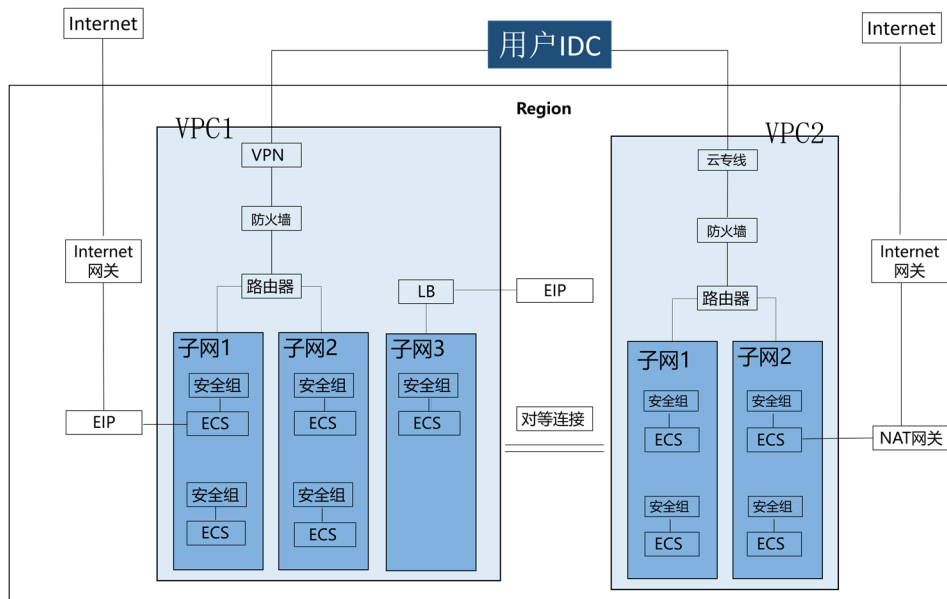 Internet
用户IDC
Internet
Region
VPC1
VPC2
VPN
云专线
防火墙
防火墙
Internet
网关
Internet
网关
路由器
LB
EIP
路由器
子网1
子网2
子网3
子网1
子网2
安全组
安全组
安全组
安全组
安全组
EIP
ECS
ECS
ECS
对等连接
ECS
ECS
NAT网关
安全组
安全组
安全组
安全组
ECS
ECS
ECS
ECS